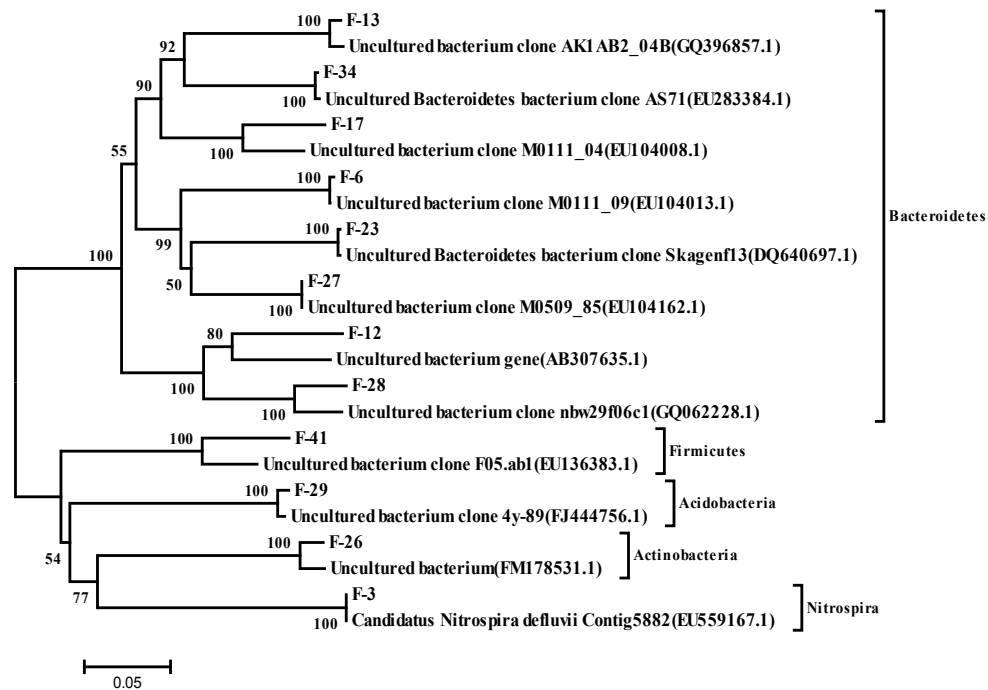 100 F-13
92 Uncultured bacterium clone AK1AB2_04B(GQ396857.1)
F-34
90 100 Uncultured Bacteroidetes bacterium clone AS71(EU283384.1)
F-17
55 100 Uncultured bacterium clone M0111_04(EU104008.1)
100 F-6
Uncultured bacterium clone M0111_09(EU104013.1)
Bacteroidetes
100 F-23
99 Uncultured Bacteroidetes bacterium clone Skagenf13(DQ640697.1)
100
50 F-27
100 Uncultured bacterium clone M0509_85(EU104162.1)
80 F-12
Uncultured bacterium gene(AB307635.1)
100 F-28
100 Uncultured bacterium clone nbw29f06c1(GQ062228.1)
100 F-41
Firmicutes
Uncultured bacterium clone F05.ab1(EU136383.1)
100 F-29
Acidobacteria
Uncultured bacterium clone 4y-89(FJ444756.1)
100 F-26
54 Actinobacteria
Uncultured bacterium(FM178531.1)
77 F-3
Nitrospira
100 Candidatus Nitrospira defluvii Contig5882(EU559167.1)
0.05